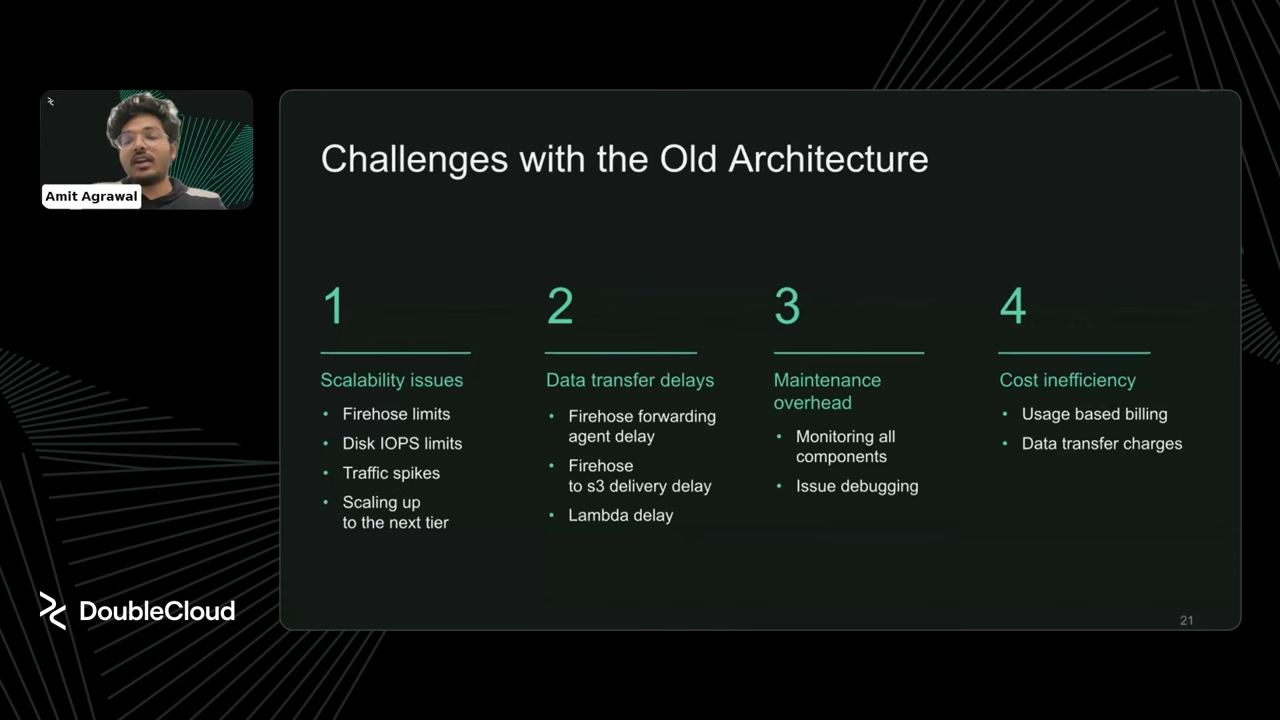 Challenges with the Old Architecture
Amit Agrawal
1
Scalability issues
• Firehose limits
• Disk IOPS limits
• Traffic spikes
• Scaling up
to the next tier
2
Data transfer delays
• Firehose forwarding
agent delay
• Firehose
to s3 delivery delay
• Lambda delay
3
Maintenance
overhead
• Monitoring all
components
• Issue debugging
4
Cost inefficiency
• Usage based billing
• Data transfer charges
DoubleCloud
21